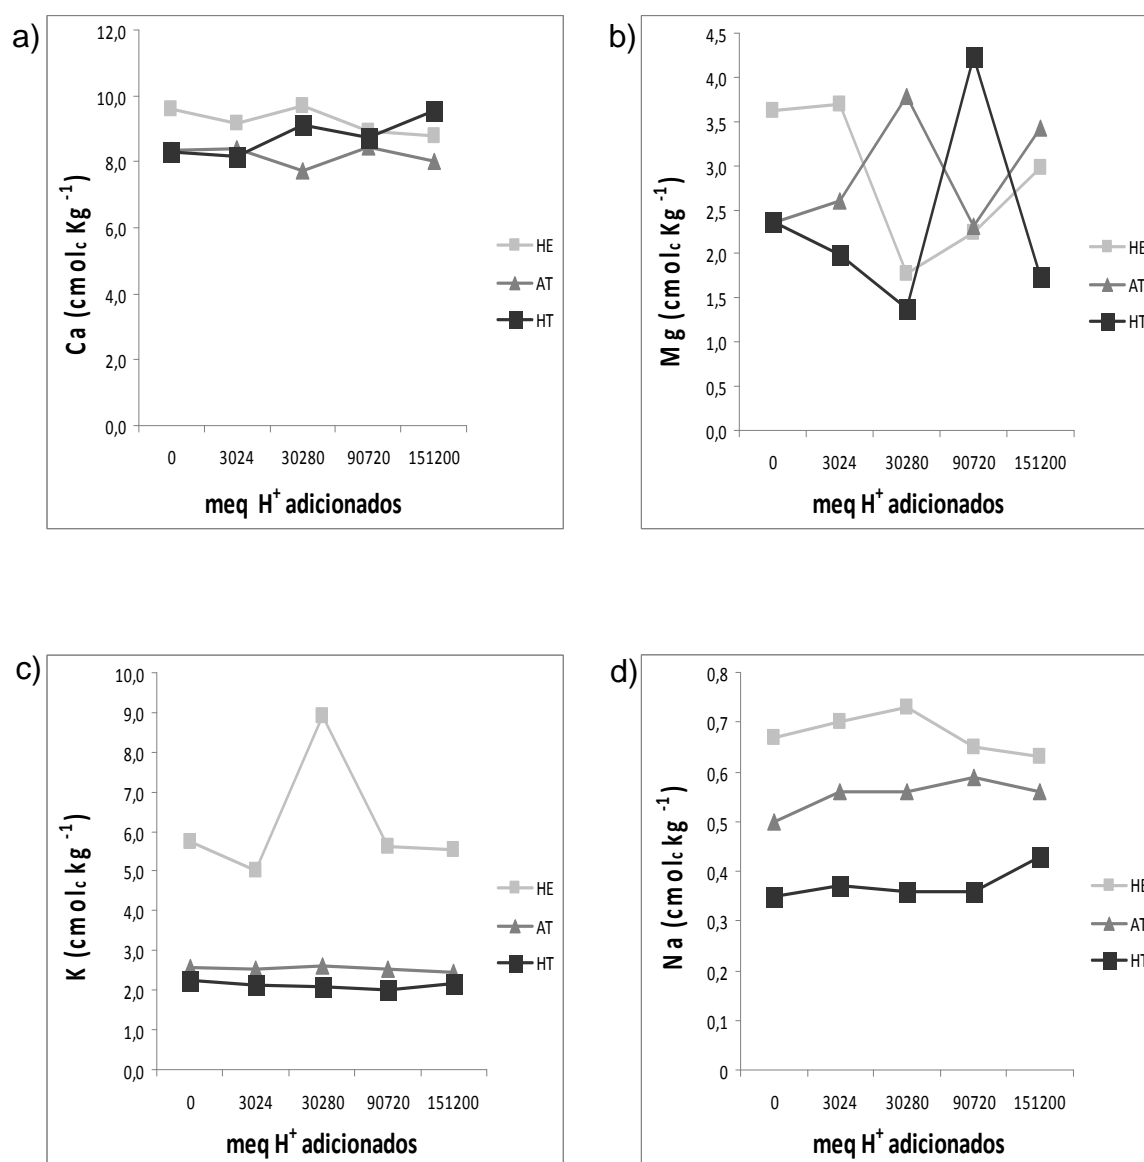 a)
12,0
10,0
8,0
6,0
4,0
2,0
0,0
Ca (cmolc Kg -1)
0 3024 30280 90720 151200
meq H+ adicionados
HE
AT
HT
b)
4,5
4,0
3,5
3,0
2,5
2,0
1,5
1,0
0,5
0,0
Mg (cmolc Kg -1)
0 3024 30280 90720 151200
meq H+ adicionados
HE
AT
HT
c)
10,0
9,0
8,0
7,0
6,0
5,0
4,0
3,0
2,0
1,0
0,0
K (cmolc kg -1)
0 3024 30280 90720 151200
meq H+ adicionados
HE
AT
HT
d)
0,8
0,7
0,6
0,5
0,4
0,3
0,2
0,1
0
Na (cmolc kg -1)
0 3024 30280 90720 151200
meq H+ adicionados
HE
AT
HT